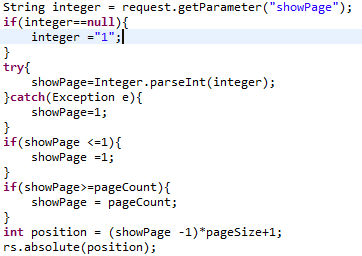 String integer = request.getParameter("showPage");
if(integer==null){
    integer ="1";
}
try{
    showPage=Integer.parseInt(integer);
}catch(Exception e){
    showPage=1;
}
if(showPage <=1){
    showPage =1;
}
if(showPage>=pageCount){
    showPage = pageCount;
}
int position = (showPage -1)*pageSize+1;
rs.absolute(position);